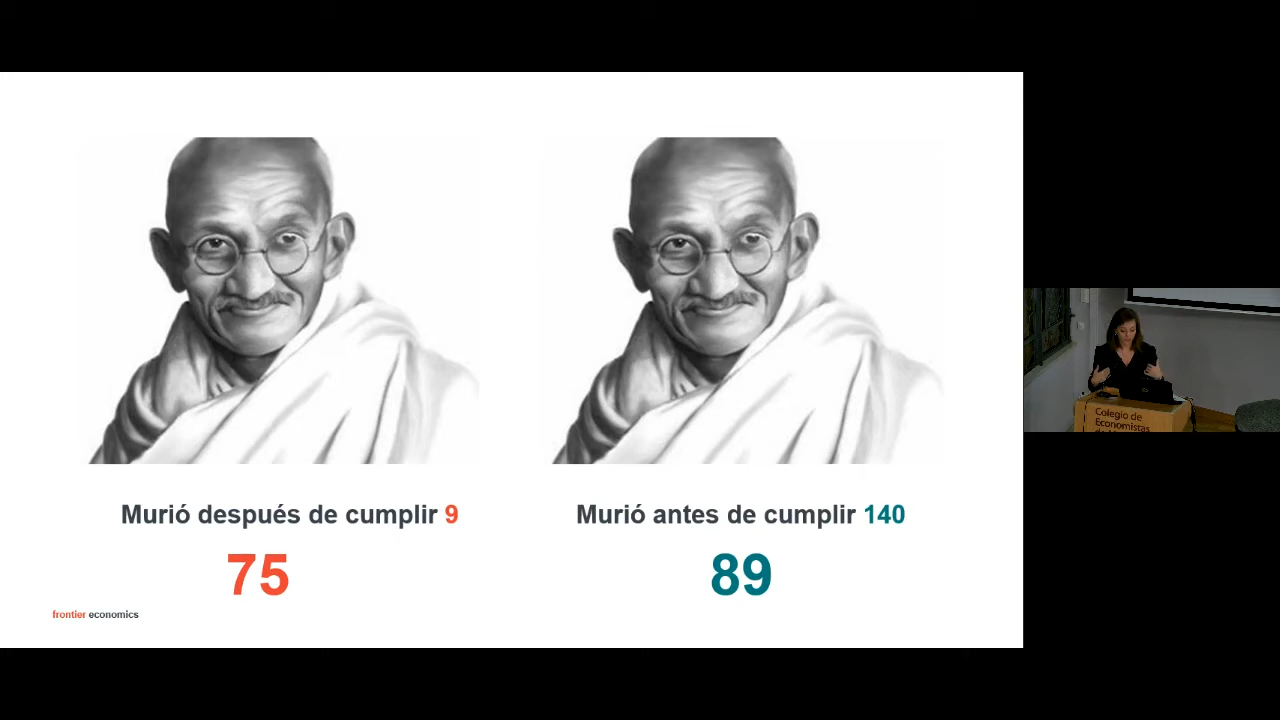 Murió después de cumplir 9
75
Murió antes de cumplir 140
89
frontier economics
Colegio de
Economistas